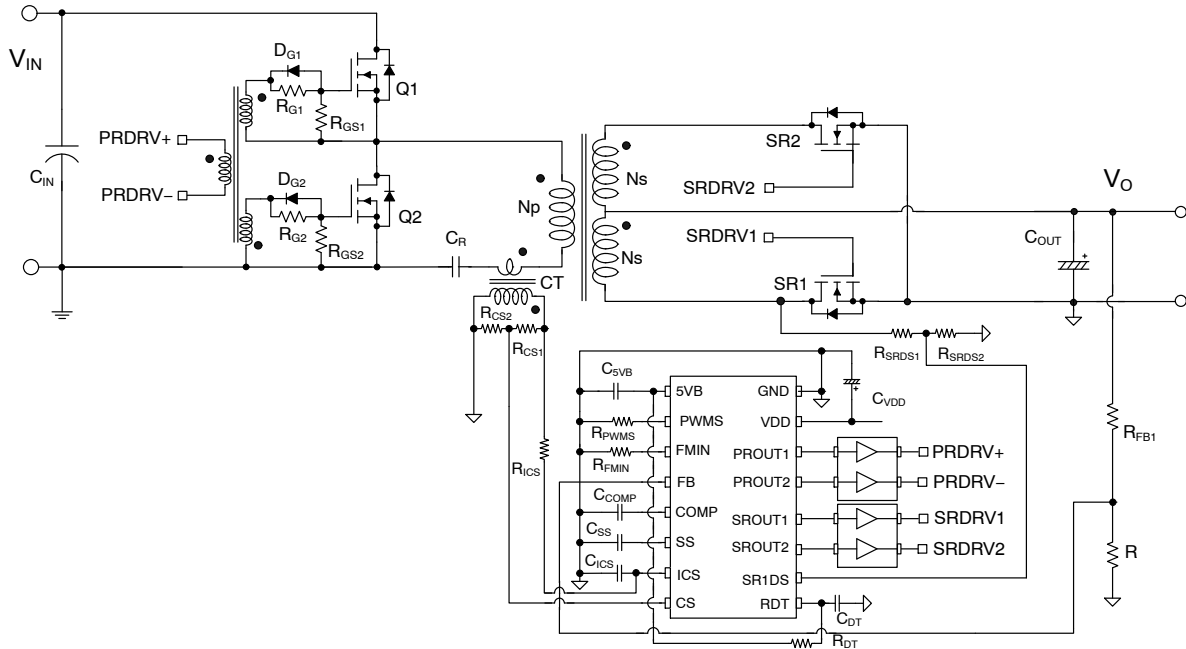 VIN
CIN
PRDRV+
PRDRV−
DG1
RG1
RGS1
Q1
DG2
RG2
RGS2
Q2
CR
CT
Np
Ns
Ns
SR2
SRDRV2
SRDRV1
SR1
VO
COUT
+
RCS2
RCS1
RSRDS1
RSRDS2
C5VB
RPWMS
RFMIN
RICS
CCOMP
CSS
CICS
5VB
PWMS
FMIN
FB
COMP
SS
ICS
CS
GND
VDD
PROUT1
PROUT2
SROUT1
SROUT2
SR1DS
RDT
+
CVDD
PRDRV+
PRDRV−
SRDRV1
SRDRV2
CDT
RDT
RFB1
R